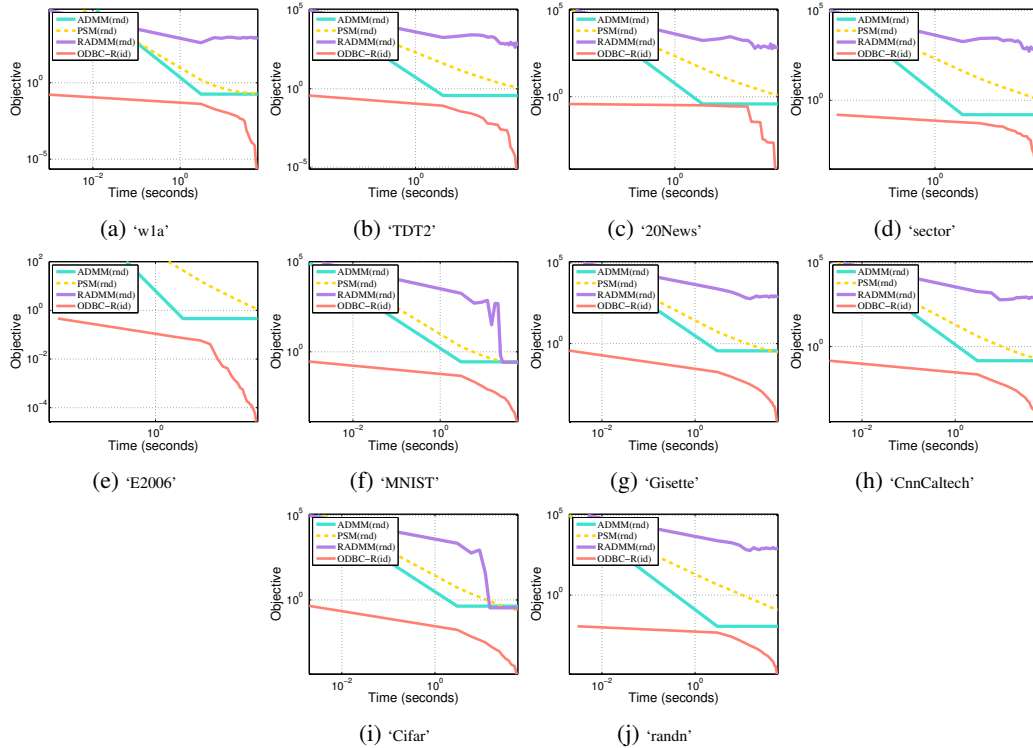 10^5
10^0
10^-5
Objective
ADMM(rnd)
PSM(rnd)
RADMM(rnd)
ODBC−R(id)
10^-2
10^0
Time (seconds)
(a) ‘w1a’
10^5
10^0
10^-5
Objective
ADMM(rnd)
PSM(rnd)
RADMM(rnd)
ODBC−R(id)
10^0
Time (seconds)
(b) ‘TDT2’
10^5
10^0
Objective
ADMM(rnd)
PSM(rnd)
RADMM(rnd)
ODBC−R(id)
10^0
Time (seconds)
(c) ‘20News’
10^5
10^0
Objective
ADMM(rnd)
PSM(rnd)
RADMM(rnd)
ODBC−R(id)
10^0
Time (seconds)
(d) ‘sector’
10^2
10^0
10^-2
10^-4
Objective
ADMM(rnd)
PSM(rnd)
RADMM(rnd)
ODBC−R(id)
10^0
Time (seconds)
(e) ‘E2006’
10^5
10^0
Objective
ADMM(rnd)
PSM(rnd)
RADMM(rnd)
ODBC−R(id)
10^-2
10^0
Time (seconds)
(f) ‘MNIST’
10^5
10^0
Objective
ADMM(rnd)
PSM(rnd)
RADMM(rnd)
ODBC−R(id)
10^-2
10^0
Time (seconds)
(g) ‘Gisette’
10^5
10^0
Objective
ADMM(rnd)
PSM(rnd)
RADMM(rnd)
ODBC−R(id)
10^-2
10^0
Time (seconds)
(h) ‘CnnCaltech’
10^5
10^0
Objective
ADMM(rnd)
PSM(rnd)
RADMM(rnd)
ODBC−R(id)
10^-2
10^0
Time (seconds)
(i) ‘Cifar’
10^5
10^0
Objective
ADMM(rnd)
PSM(rnd)
RADMM(rnd)
ODBC−R(id)
10^-2
10^0
Time (seconds)
(j) ‘randn’